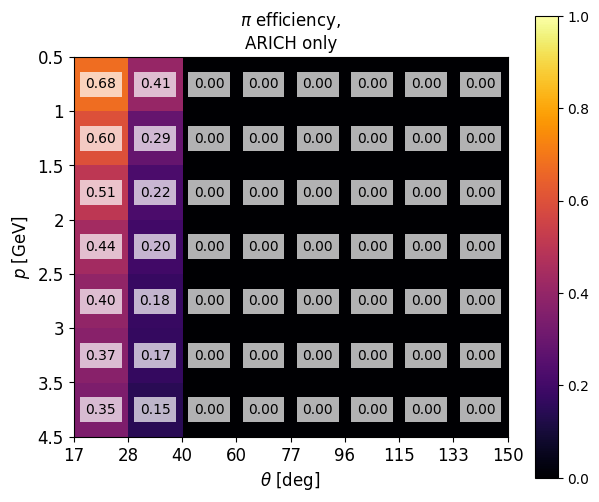 π efficiency,
ARICH only
p [GeV]
0.5
0.68 0.41 0.00 0.00 0.00 0.00 0.00 0.00
1
0.60 0.29 0.00 0.00 0.00 0.00 0.00 0.00
1.5
0.51 0.22 0.00 0.00 0.00 0.00 0.00 0.00
2
0.44 0.20 0.00 0.00 0.00 0.00 0.00 0.00
2.5
0.40 0.18 0.00 0.00 0.00 0.00 0.00 0.00
3
0.37 0.17 0.00 0.00 0.00 0.00 0.00 0.00
3.5
0.35 0.15 0.00 0.00 0.00 0.00 0.00 0.00
4.5
17 28 40 60 77 96 115 133 150
θ [deg]
1.0
0.8
0.6
0.4
0.2
0.0